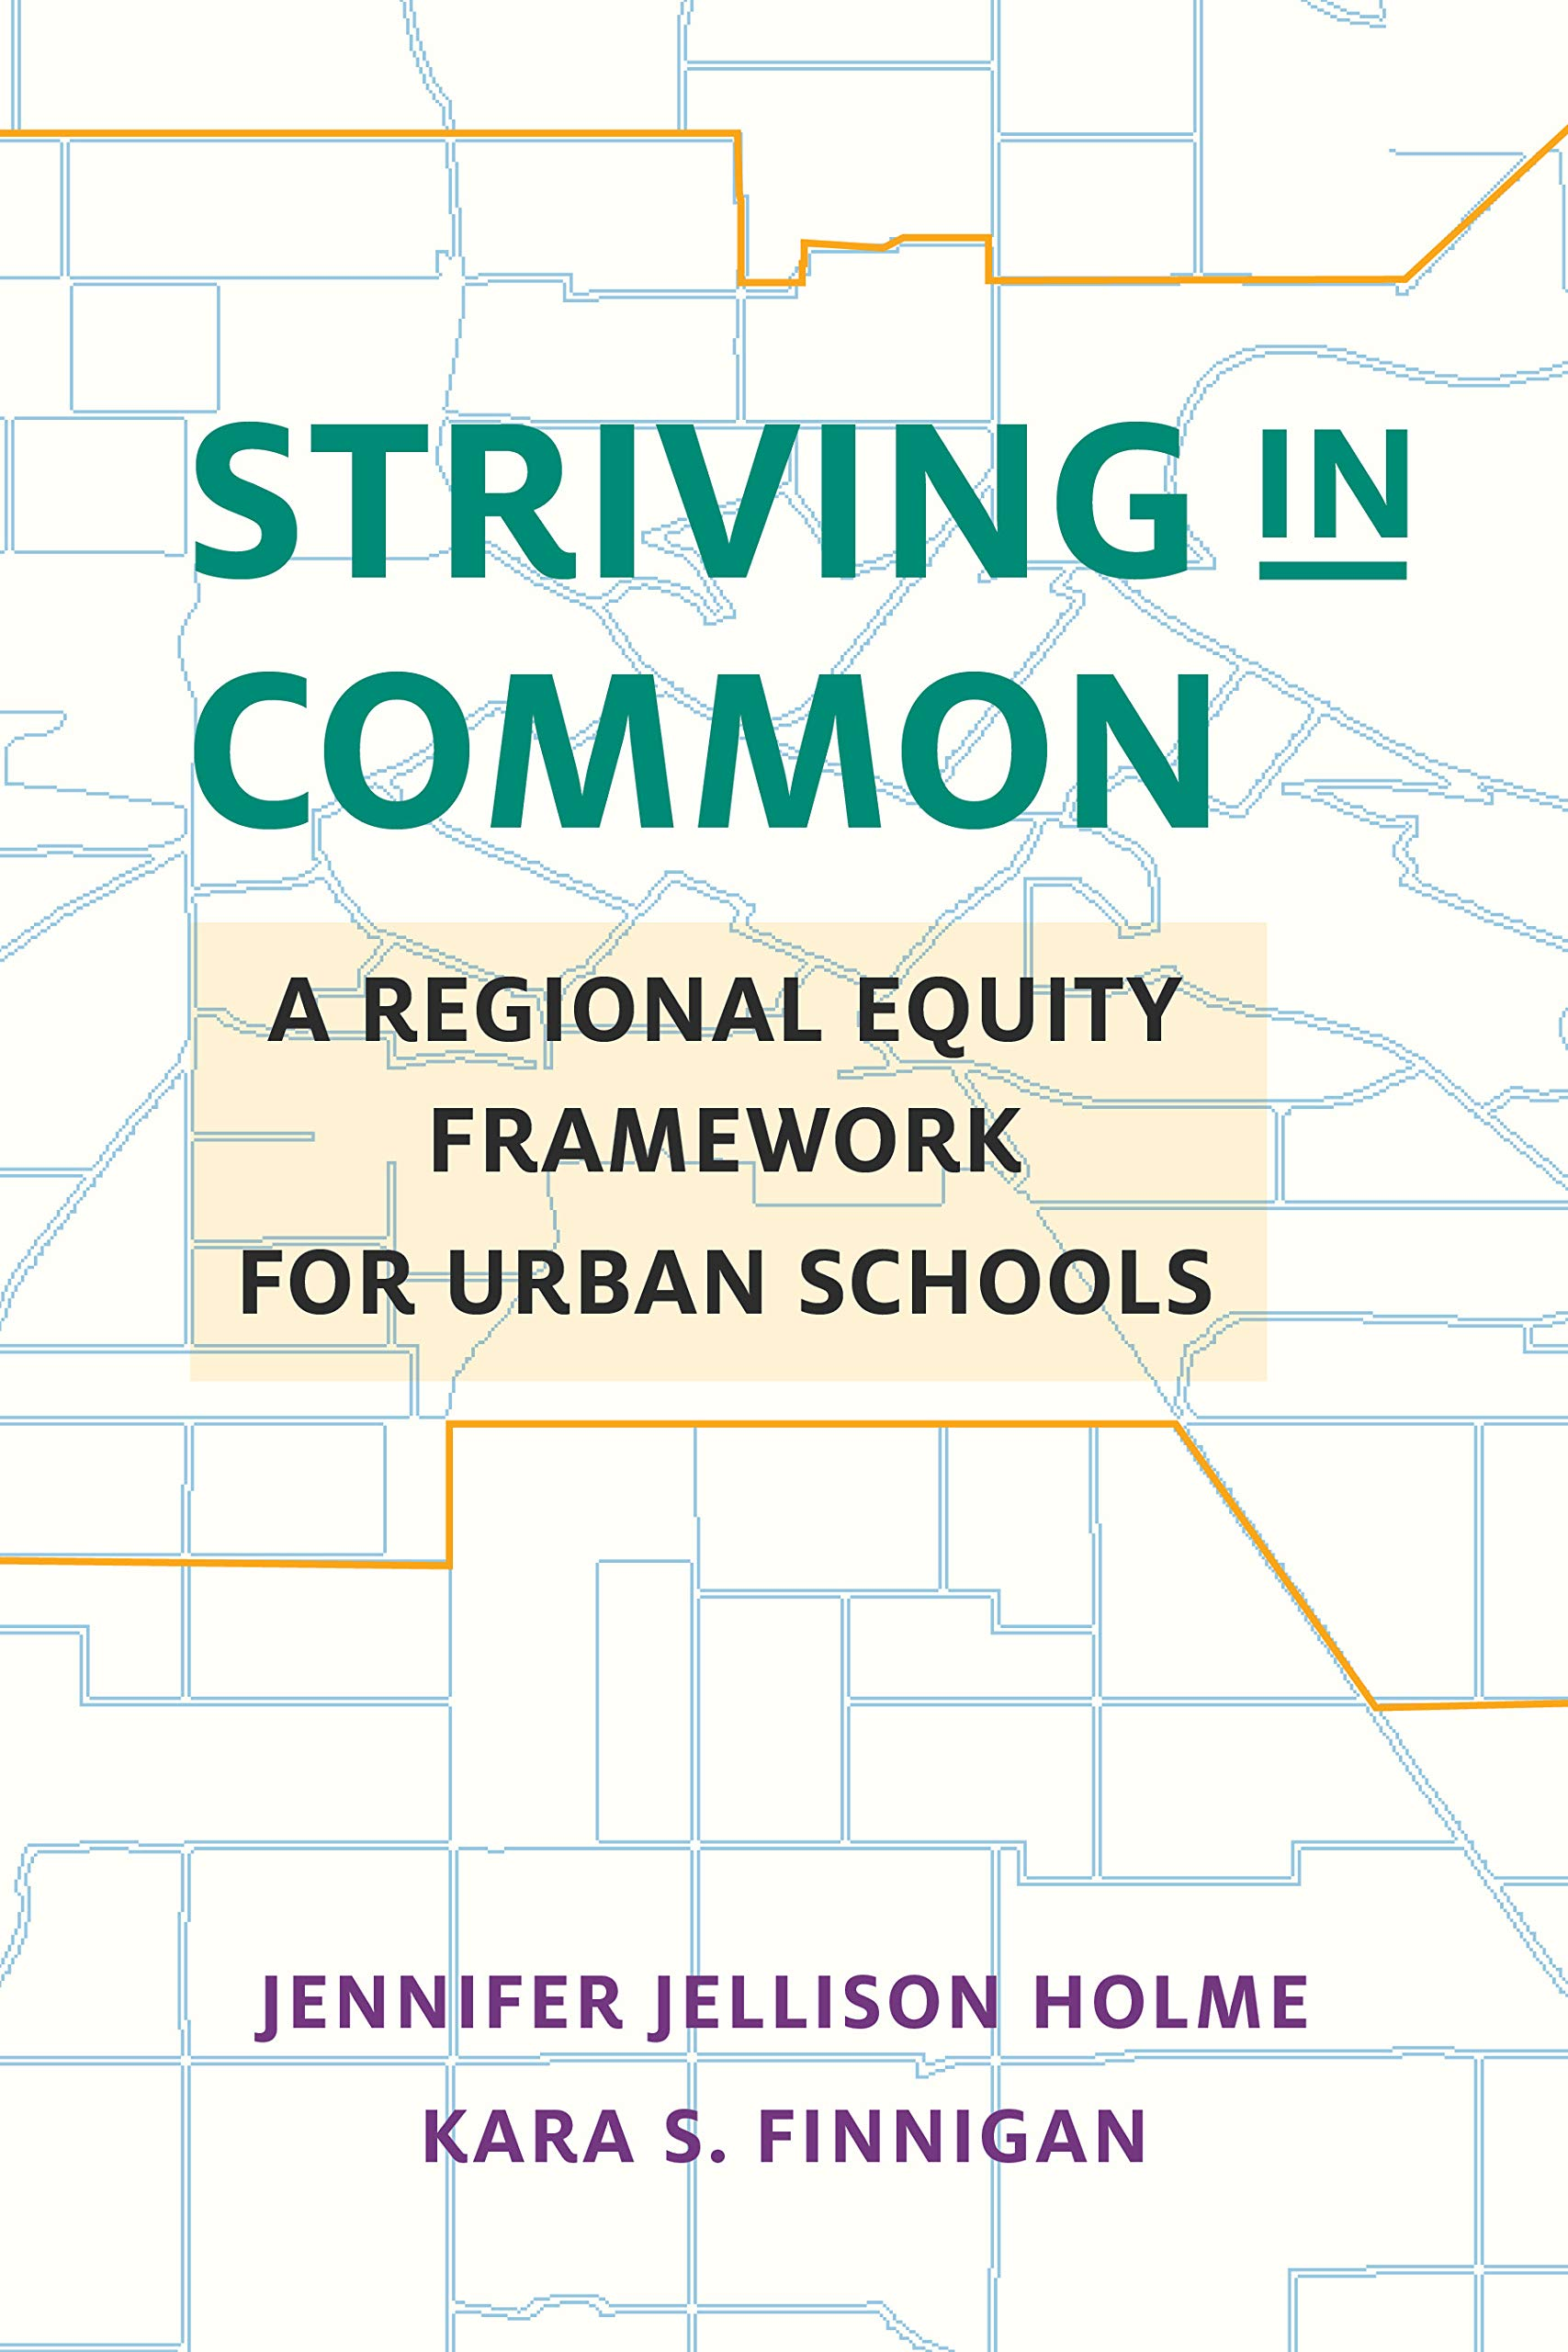 STRIVING IN
COMMON
A REGIONAL EQUITY
FRAMEWORK
FOR URBAN SCHOOLS
JENNIFER JELLISON HOLME
KARA S. FINNIGAN